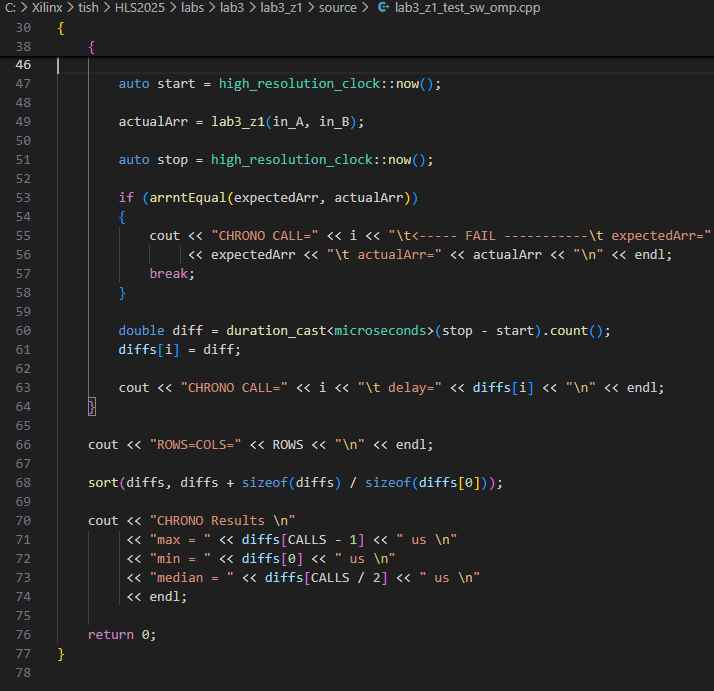 C: > Xilinx > tish > HLS2025 > labs > lab3 > lab3_z1 > source > lab3_z1_test_sw_omp.cpp
30 {
38     {
46
47         auto start = high_resolution_clock::now();
48
49         actualArr = lab3_z1(in_A, in_B);
50
51         auto stop = high_resolution_clock::now();
52
53         if (arrntEqual(expectedArr, actualArr))
54         {
55             cout << "CHRONO CALL=" << i << "\t<----- FAIL -----------\t expectedArr="
56                 << expectedArr << "\t actualArr=" << actualArr << "\n" << endl;
57             break;
58         }
59
60         double diff = duration_cast<microseconds>(stop - start).count();
61         diffs[i] = diff;
62
63         cout << "CHRONO CALL=" << i << "\t delay=" << diffs[i] << "\n" << endl;
64     }
65
66     cout << "ROWS=COLS=" << ROWS << "\n" << endl;
67
68     sort(diffs, diffs + sizeof(diffs) / sizeof(diffs[0]));
69
70     cout << "CHRONO Results \n"
71          << "max = " << diffs[CALLS - 1] << " us \n"
72          << "min = " << diffs[0] << " us \n"
73          << "median = " << diffs[CALLS / 2] << " us \n"
74          << endl;
75
76     return 0;
77 }
78